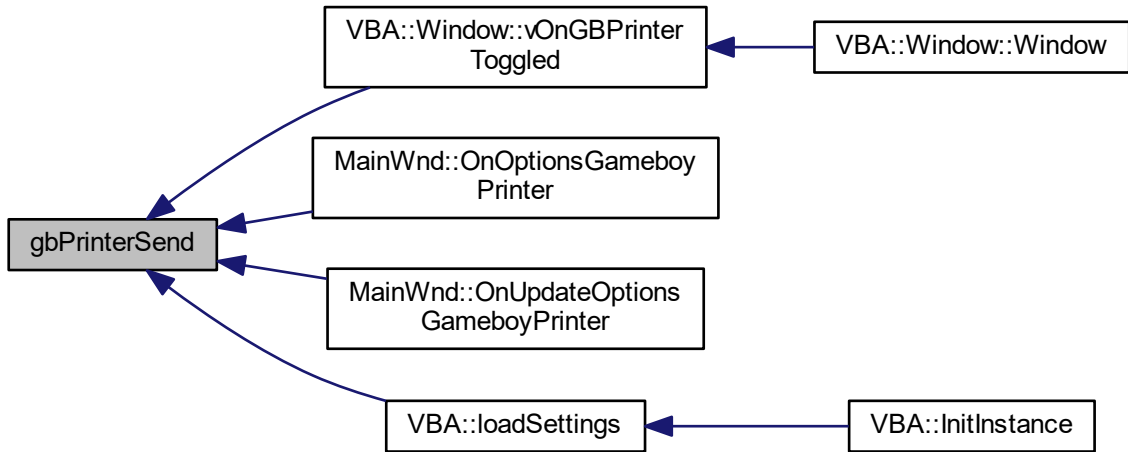 VBA::Window::vOnGBPrinter
Toggled
VBA::Window::Window
MainWnd::OnOptionsGameboy
Printer
gbPrinterSend
MainWnd::OnUpdateOptions
GameboyPrinter
VBA::loadSettings
VBA::InitInstance